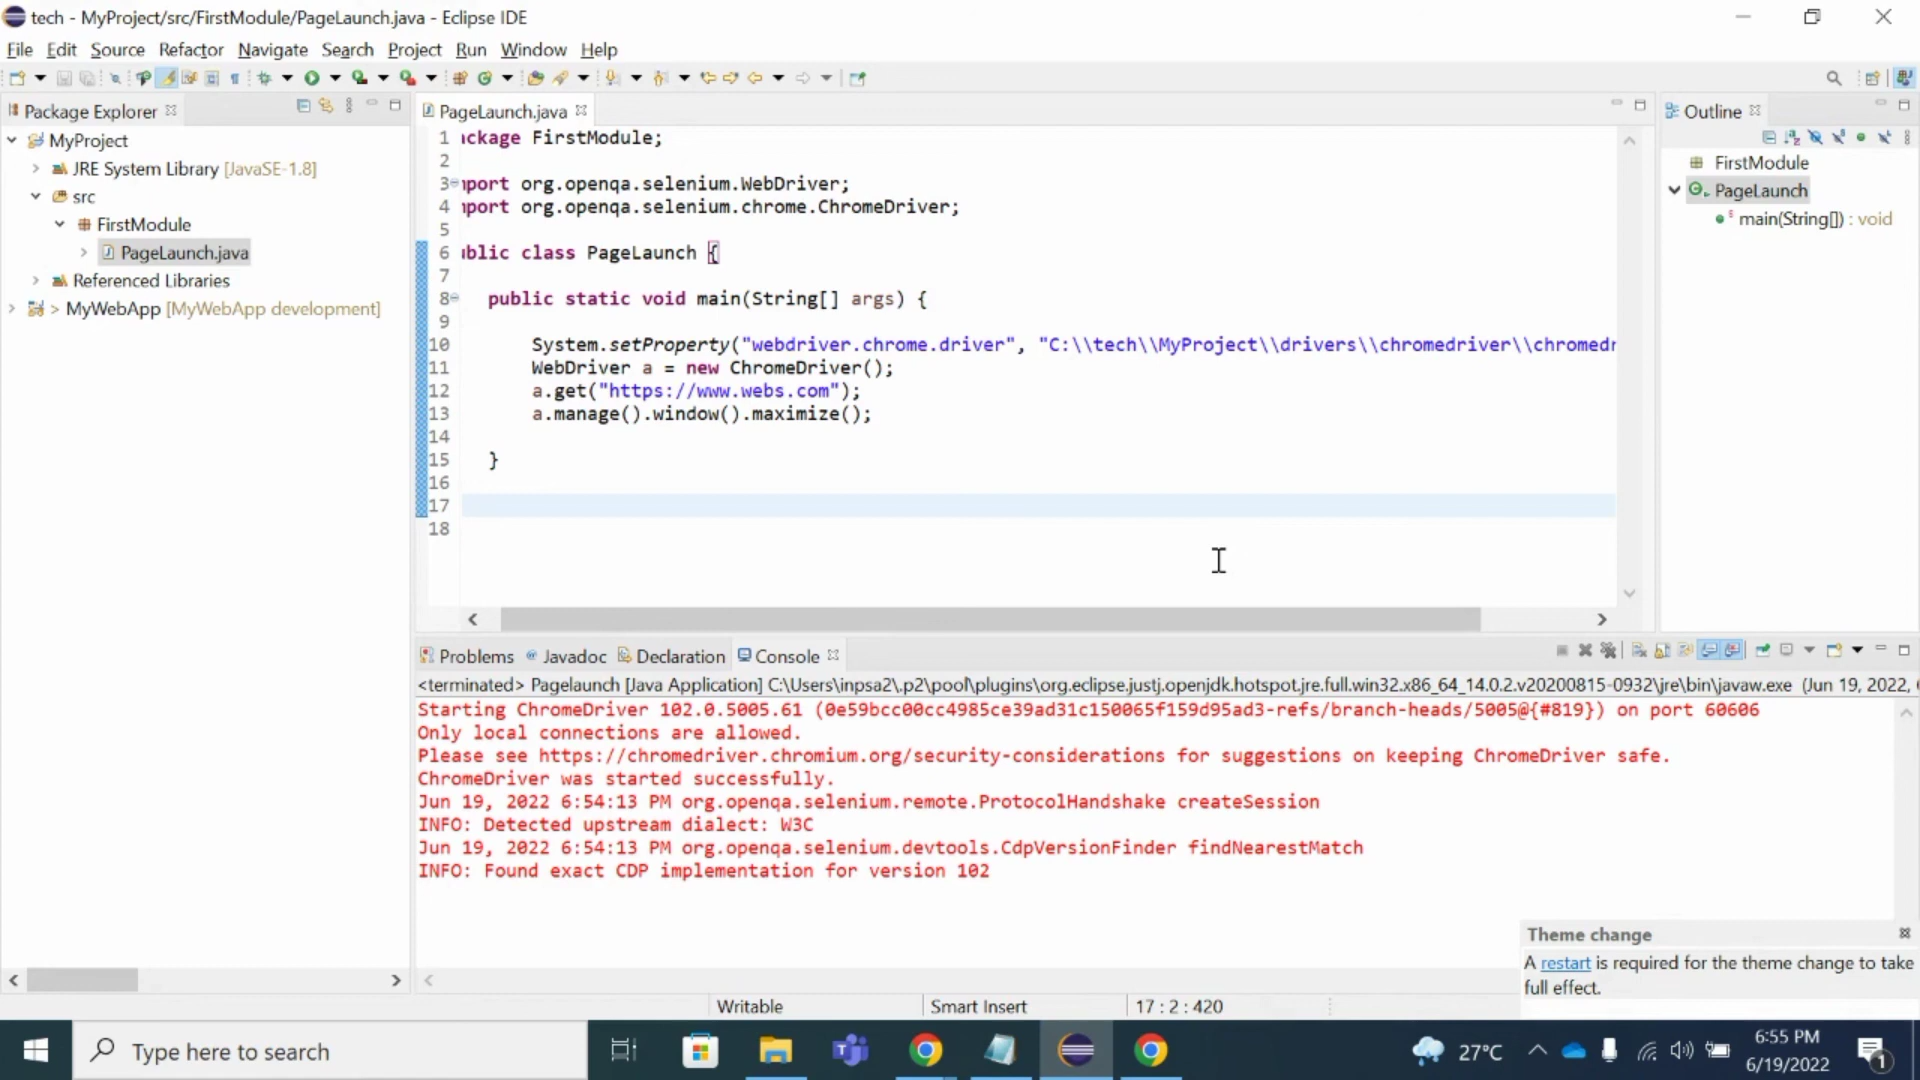 tech - MyProject/src/FirstModule/PageLaunch.java - Eclipse IDE
File Edit Source Refactor Navigate Search Project Run Window Help
Package Explorer
MyProject
JRE System Library [JavaSE-1.8]
src
FirstModule
PageLaunch.java
Referenced Libraries
> MyWebApp [MyWebApp development]
PageLaunch.java
1 ckage FirstModule;
2
3 mport org.openqa.selenium.WebDriver;
4 mport org.openqa.selenium.chrome.ChromeDriver;
5
6 ublic class PageLaunch {
7
8 public static void main(String[] args) {
9
10 System.setProperty("webdriver.chrome.driver", "C:\\tech\\MyProject\\drivers\\chromedriver\\chromedr
11 WebDriver a = new ChromeDriver();
12 a.get("https://www.webs.com");
13 a.manage().window().maximize();
14
15 }
16
17
18
Outline
FirstModule
PageLaunch
main(String[]) : void
Problems Javadoc Declaration Console
<terminated> Pagelaunch [Java Application] C:\Users\inpsa2\.p2\pool\plugins\org.eclipse.justj.openjdk.hotspot.jre.full.win32.x86_64_14.0.2.v20200815-0932\jre\bin\javaw.exe (Jun 19, 2022,
Starting ChromeDriver 102.0.5005.61 (0e59bcc00cc4985ce39ad31c150065f159d95ad3-refs/branch-heads/5005@{#819}) on port 60606
Only local connections are allowed.
Please see https://chromedriver.chromium.org/security-considerations for suggestions on keeping ChromeDriver safe.
ChromeDriver was started successfully.
Jun 19, 2022 6:54:13 PM org.openqa.selenium.remote.ProtocolHandshake createSession
INFO: Detected upstream dialect: W3C
Jun 19, 2022 6:54:13 PM org.openqa.selenium.devtools.CdpVersionFinder findNearestMatch
INFO: Found exact CDP implementation for version 102
Theme change
A restart is required for the theme change to take
full effect.
Writable Smart Insert 17 : 2 : 420
Type here to search
27°C
6:55 PM
6/19/2022
1